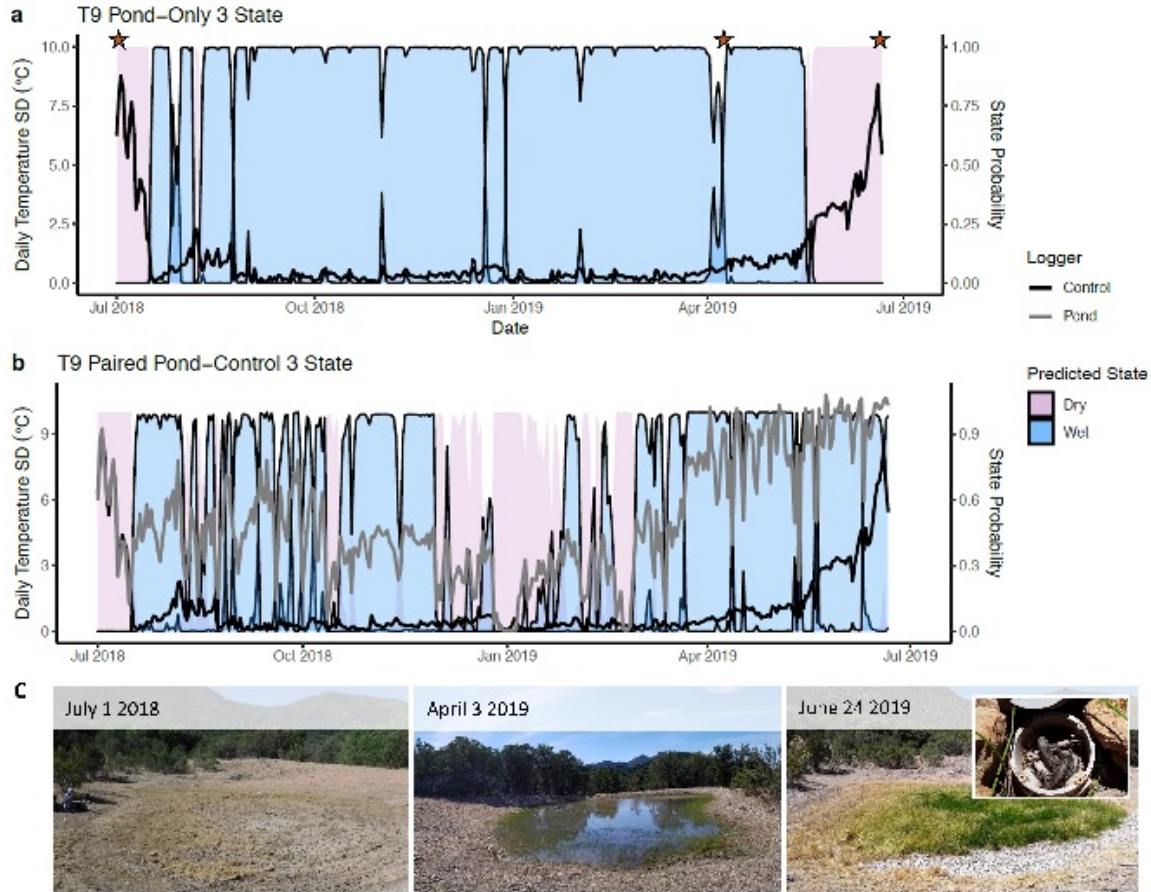 a T9 Pond-Only 3 State
Daily Temperature SD (°C)
10.0
7.5
5.0
2.5
0.0
1.00
0.75
0.50
0.25
0.00
State Probability
Jul 2018 Oct 2018 Jan 2019 Apr 2019 Jul 2019
Date
Logger
Control
Pond
Predicted State
Dry
Wet
b T9 Paired Pond-Control 3 State
Daily Temperature SD (°C)
9
6
3
0
0.9
0.6
0.3
0.0
State Probability
Jul 2018 Oct 2018 Jan 2019 Apr 2019 Jul 2019
C
July 1 2018 April 3 2019 June 24 2019